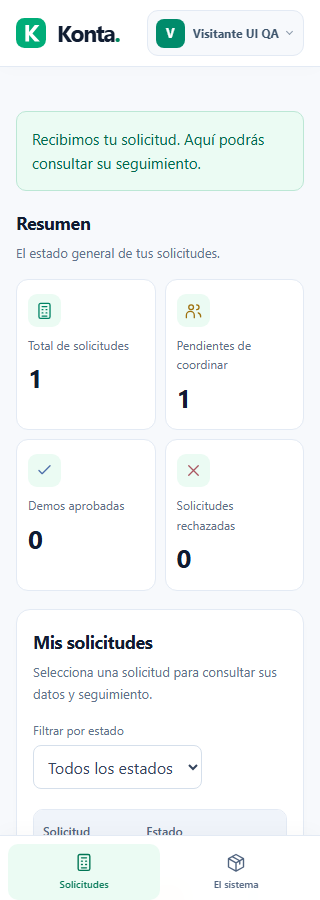 K Konta.
V Visitante UI QA
Recibimos tu solicitud. Aquí podrás
consultar su seguimiento.
Resumen
El estado general de tus solicitudes.
Total de solicitudes
1
Pendientes de
coordinar
1
Demos aprobadas
0
Solicitudes
rechazadas
0
Mis solicitudes
Selecciona una solicitud para consultar sus
datos y seguimiento.
Filtrar por estado
Todos los estados
Solicitud Estado
Solicitudes
El sistema